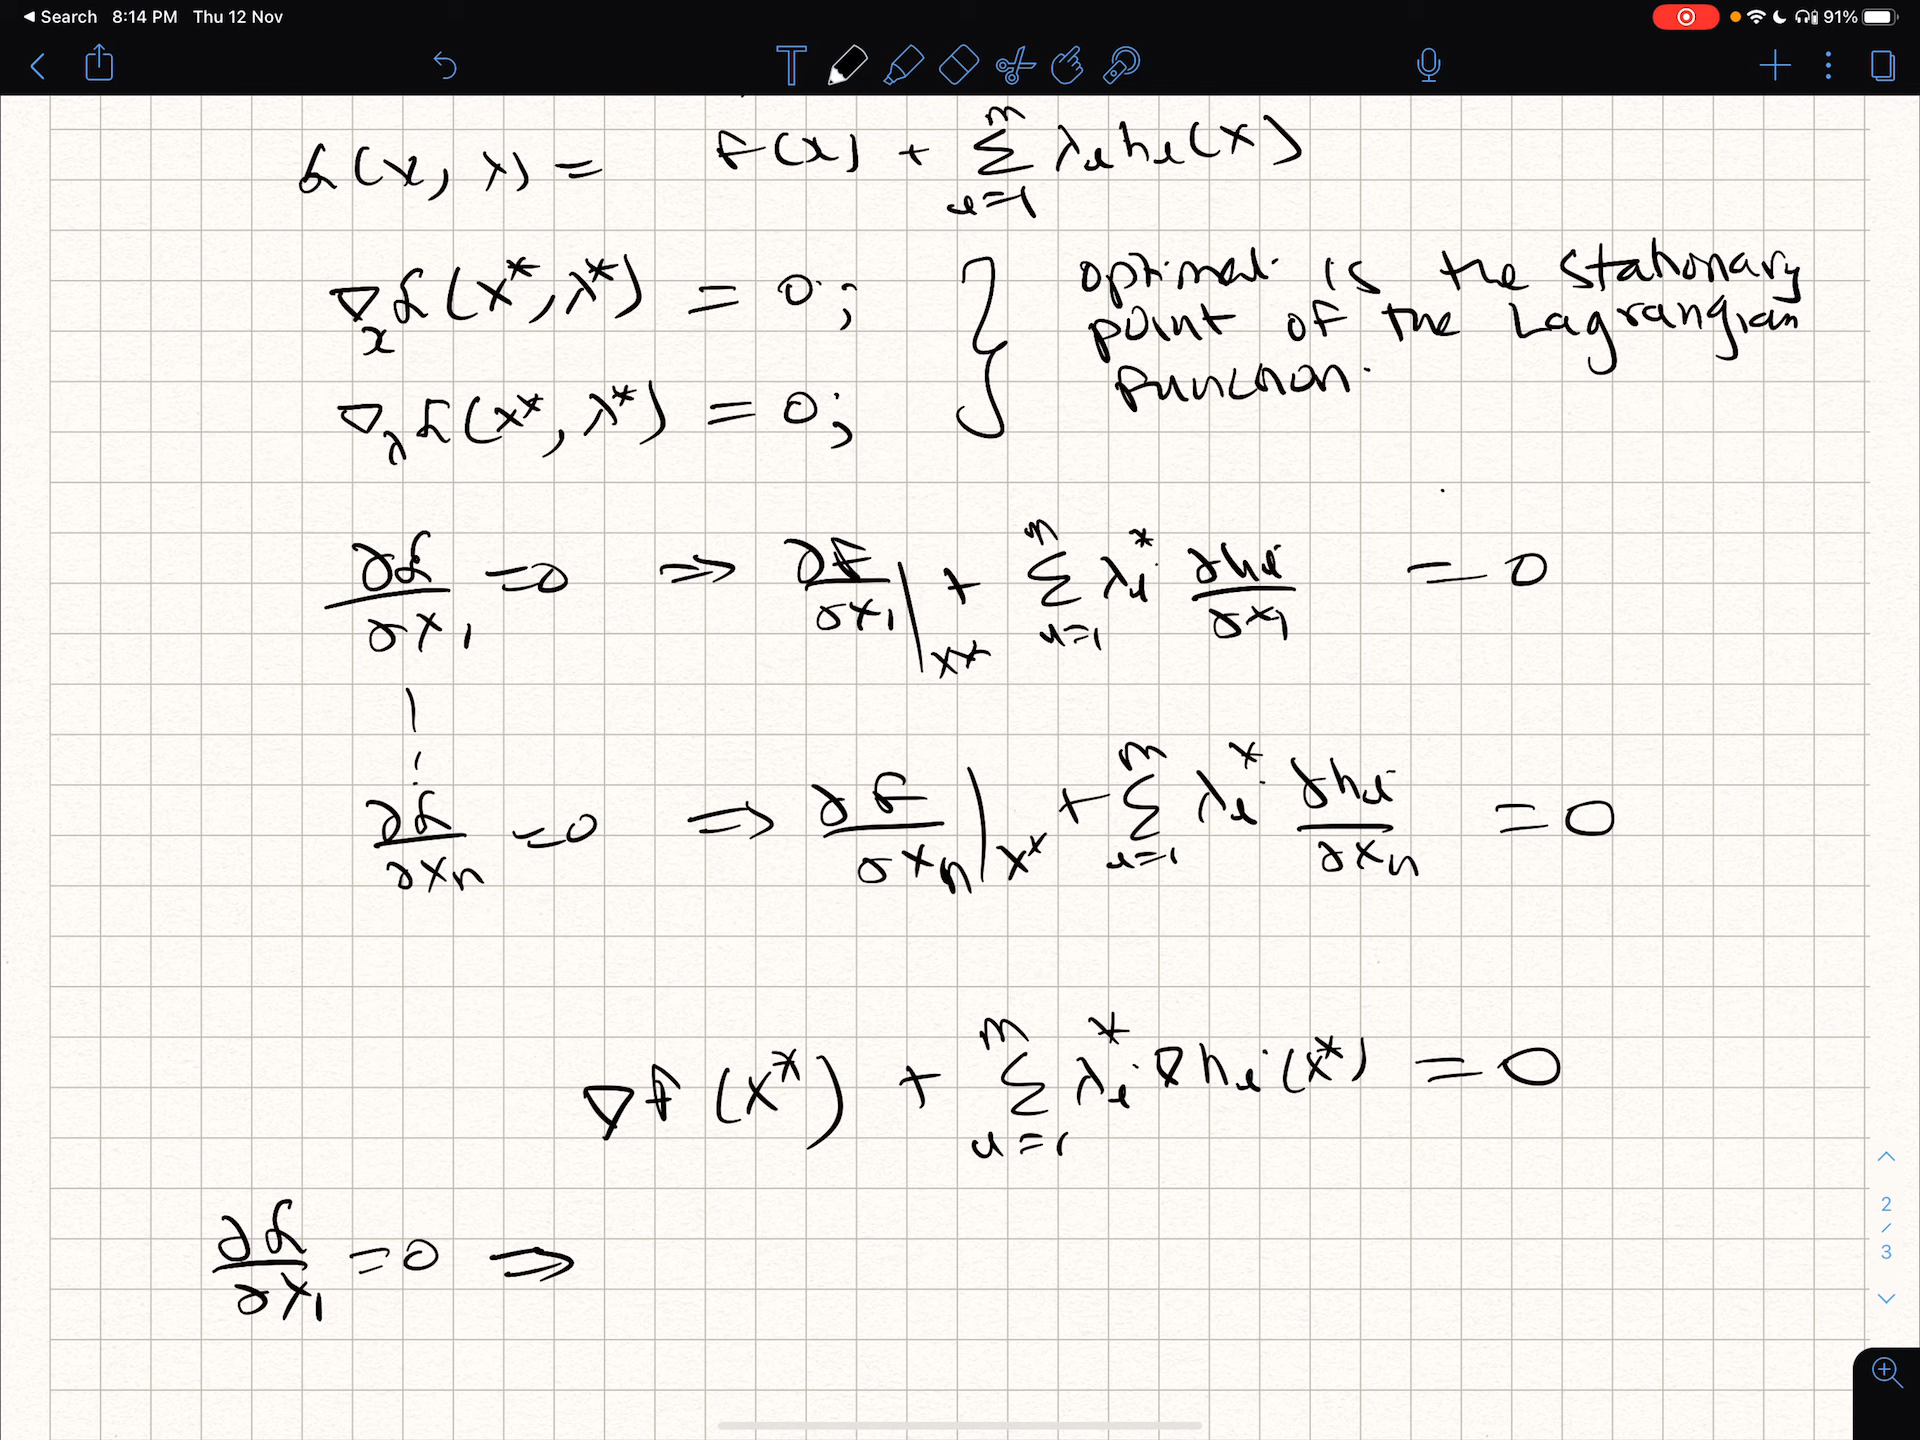 Search 8:14 PM Thu 12 Nov 91%
T
ℒ(x, λ) = f(x) + Σ_{i=1}^{m} λ_i h_i(x)
∇_x ℒ(x*, λ*) = 0;
∇_λ ℒ(x*, λ*) = 0;
optimal is the stationary
point of the Lagrangian
function.
∂ℒ/∂x_1 = 0 ⇒ ∂f/∂x_1 |_{x*} + Σ_{i=1}^{m} λ_i* ∂h_i/∂x_1 = 0
∂ℒ/∂x_n = 0 ⇒ ∂f/∂x_n |_{x*} + Σ_{i=1}^{m} λ_i* ∂h_i/∂x_n = 0
∇f(x*) + Σ_{i=1}^{m} λ_i* ∇h_i(x*) = 0
∂ℒ/∂x_1 = 0 ⇒
2
/
3